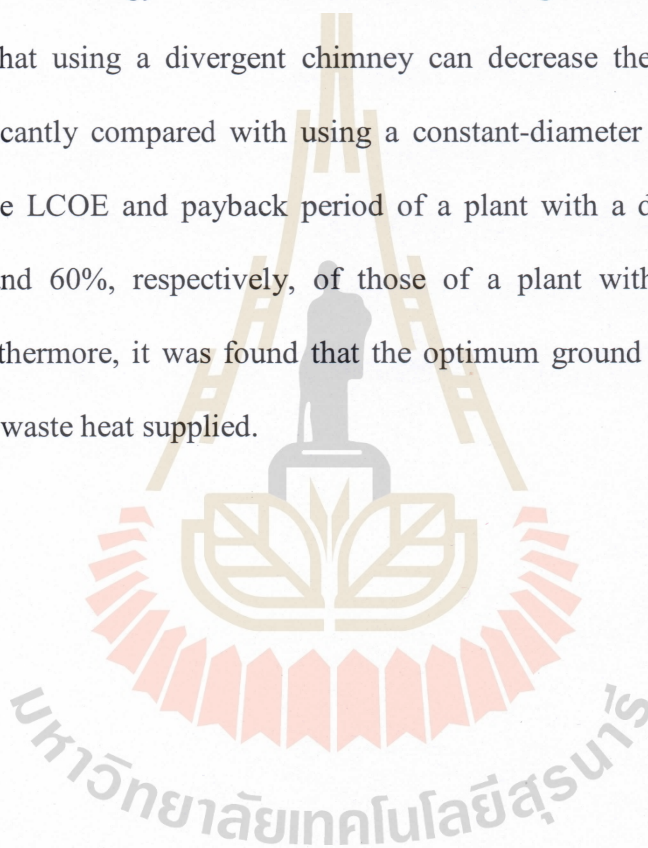 hat using a divergent chimney can decrease the
cantly compared with using a constant-diameter
e LCOE and payback period of a plant with a d
nd 60%, respectively, of those of a plant with
thermore, it was found that the optimum ground
waste heat supplied.
มหาวิทยาลัยเทคโนโลยีสุรนารี